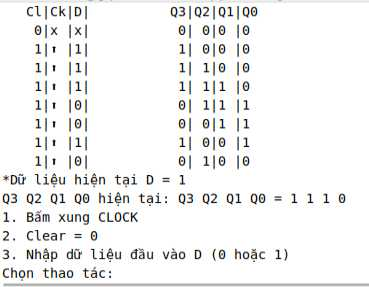 Cl|Ck|D|          Q3|Q2|Q1|Q0
 0|x |x|           0| 0|0 |0
 1|⬆ |1|           1| 0|0 |0
 1|⬆ |1|           1| 1|0 |0
 1|⬆ |1|           1| 1|1 |0
 1|⬆ |0|           0| 1|1 |1
 1|⬆ |0|           0| 0|1 |1
 1|⬆ |1|           1| 0|0 |1
 1|⬆ |0|           0| 1|0 |0
*Dữ liệu hiện tại D = 1
Q3 Q2 Q1 Q0 hiện tại: Q3 Q2 Q1 Q0 = 1 1 1 0
1. Bấm xung CLOCK
2. Clear = 0
3. Nhập dữ liệu đầu vào D (0 hoặc 1)
Chọn thao tác: